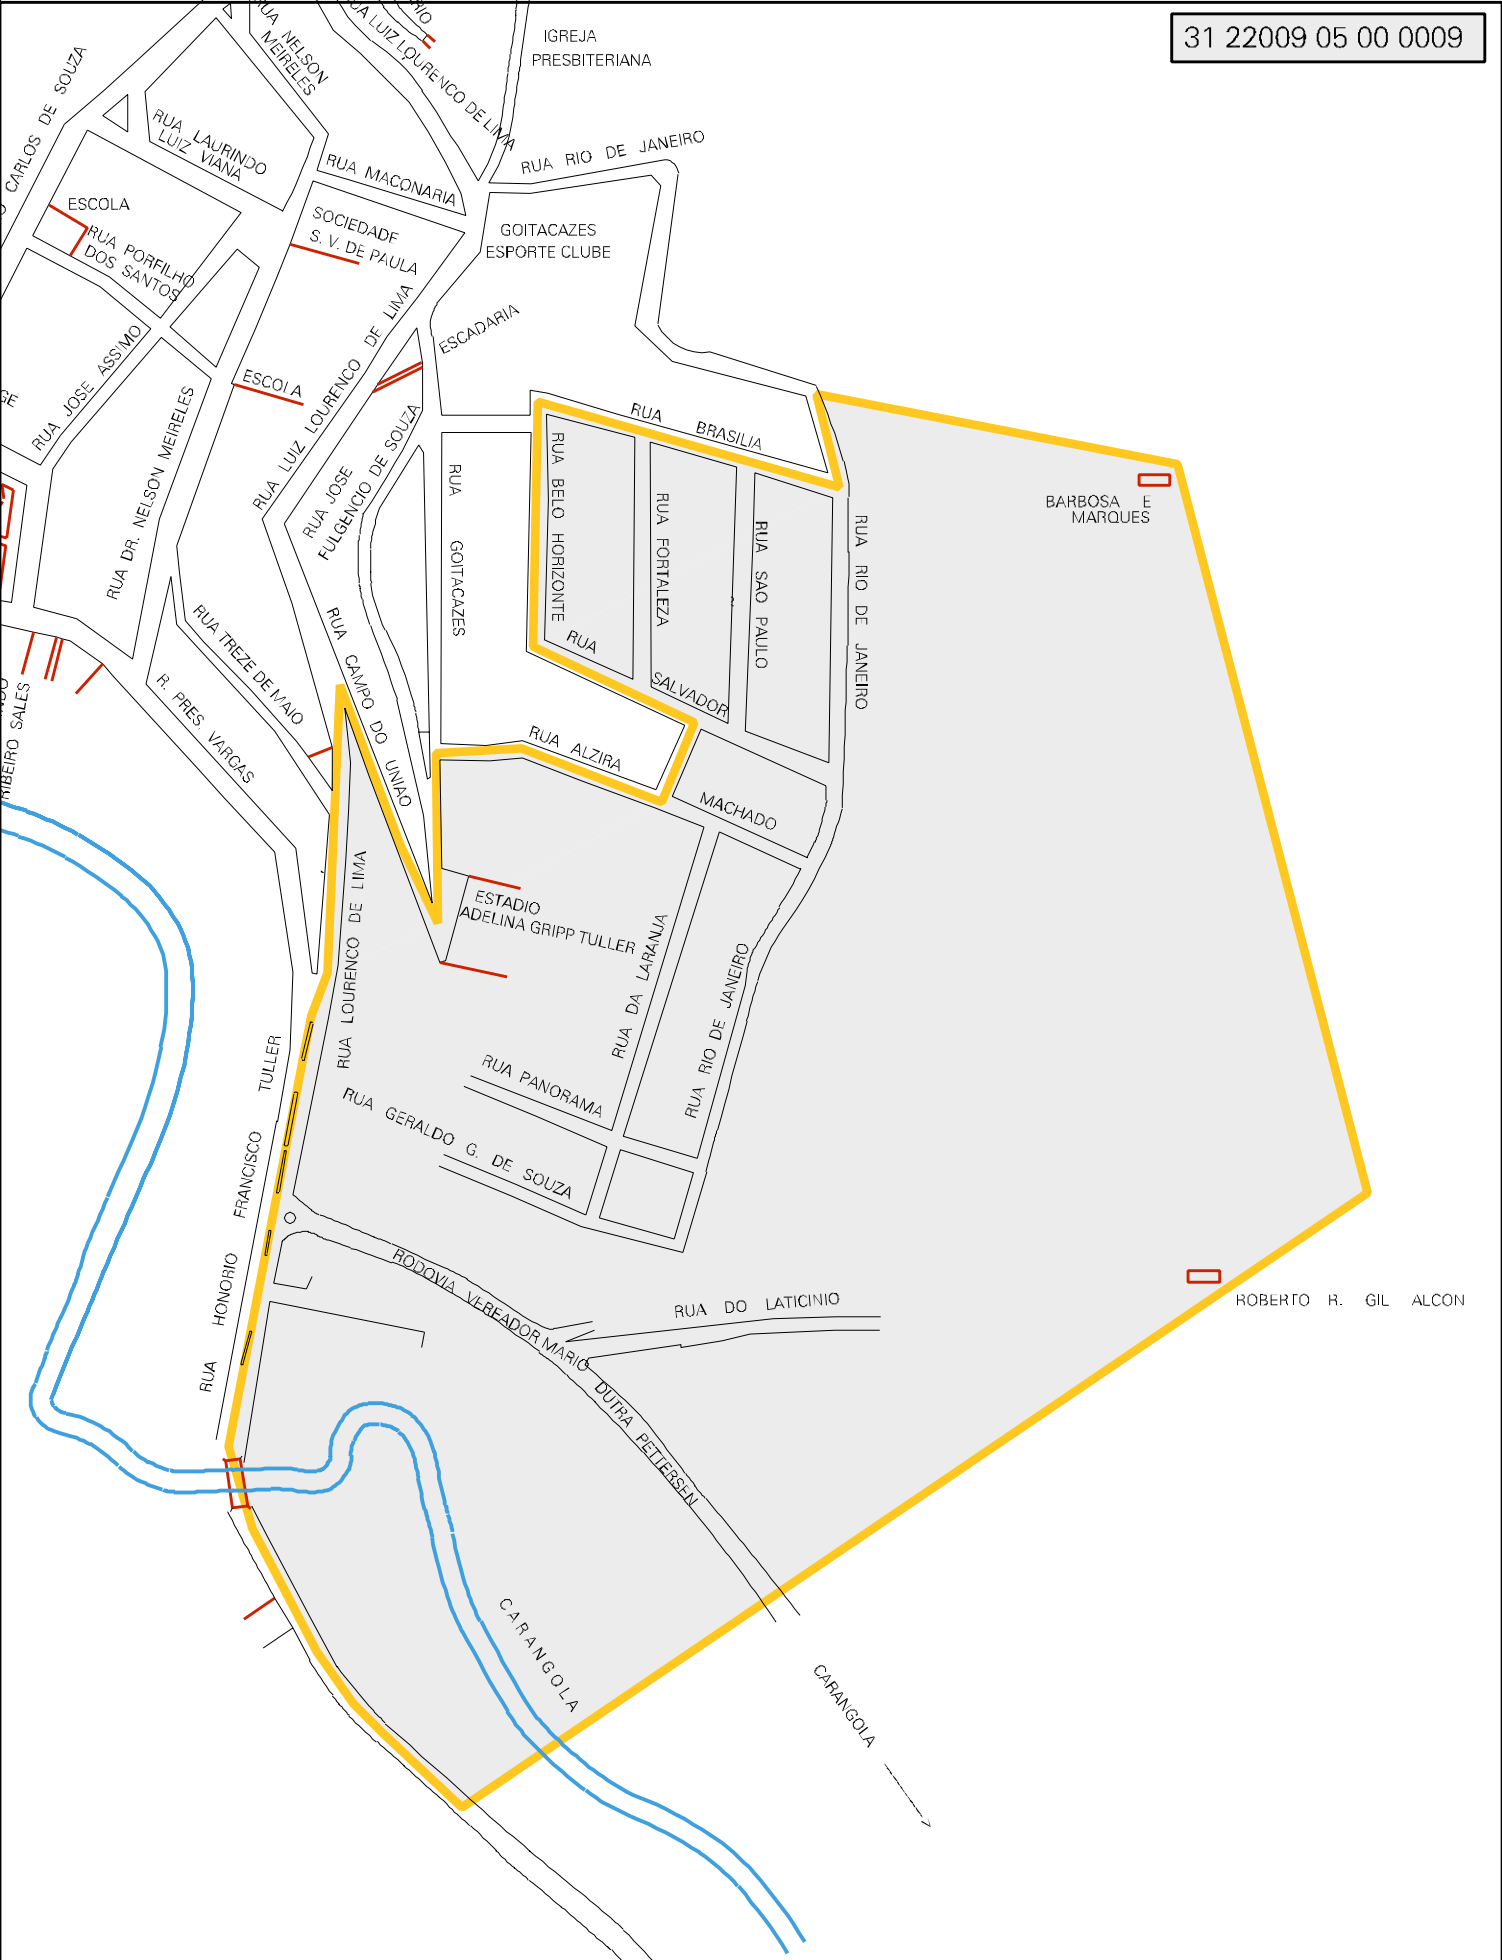 31 22009 05 00 0009
IGREJA
PRESBITERIANA
RUA NELSON
MEIRELES
RUA LUIZ LOURENCO DE LIMA
CARLOS DE SOUZA
RUA LAURINDO
LUIZ VIANA
RUA MACONARIA
RUA RIO DE JANEIRO
ESCOLA
RUA PORFILHO
DOS SANTOS
SOCIEDADE
S. V. DE PAULA
GOITACAZES
ESPORTE CLUBE
ESCADARIA
RUA JOSE ASSIMO
ESCOLA
RUA LUIZ LOURENCO DE LIMA
RUA DR. NELSON MEIRELES
RUA JOSE
FULGENCIO DE SOUZA
RUA BRASILIA
RUA GOITACAZES
RUA BELO HORIZONTE
RUA FORTALEZA
RUA SAO PAULO
RUA RIO DE JANEIRO
BARBOSA E
MARQUES
RUA TREZE DE MAIO
RUA CAMPO DO UNIAO
RUA SALVADOR
R. PRES. VARGAS
RIBEIRO SALES
RUA ALZIRA MACHADO
RUA LOURENCO DE LIMA
ESTADIO
ADELINA GRIPP TULLER
RUA DA LARANJA
RUA RIO DE JANEIRO
RUA PANORAMA
RUA GERALDO G. DE SOUZA
RUA HONORIO FRANCISCO TULLER
RODOVIA VEREADOR MARIO DUTRA PETTERSEN
RUA DO LATICINIO
ROBERTO R. GIL ALCON
CARANGOLA
CARANGOLA